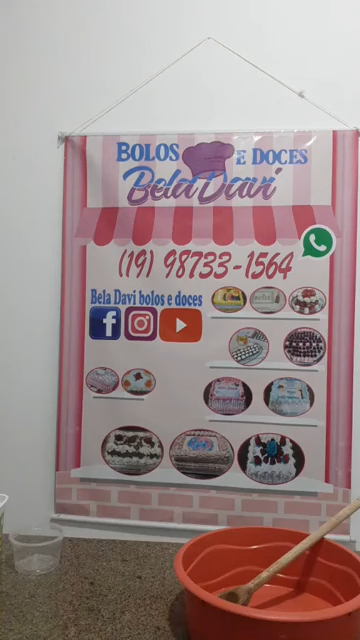 BOLOS E DOCES
Bela Davi
(19) 98733-1564
Bela Davi bolos e doces